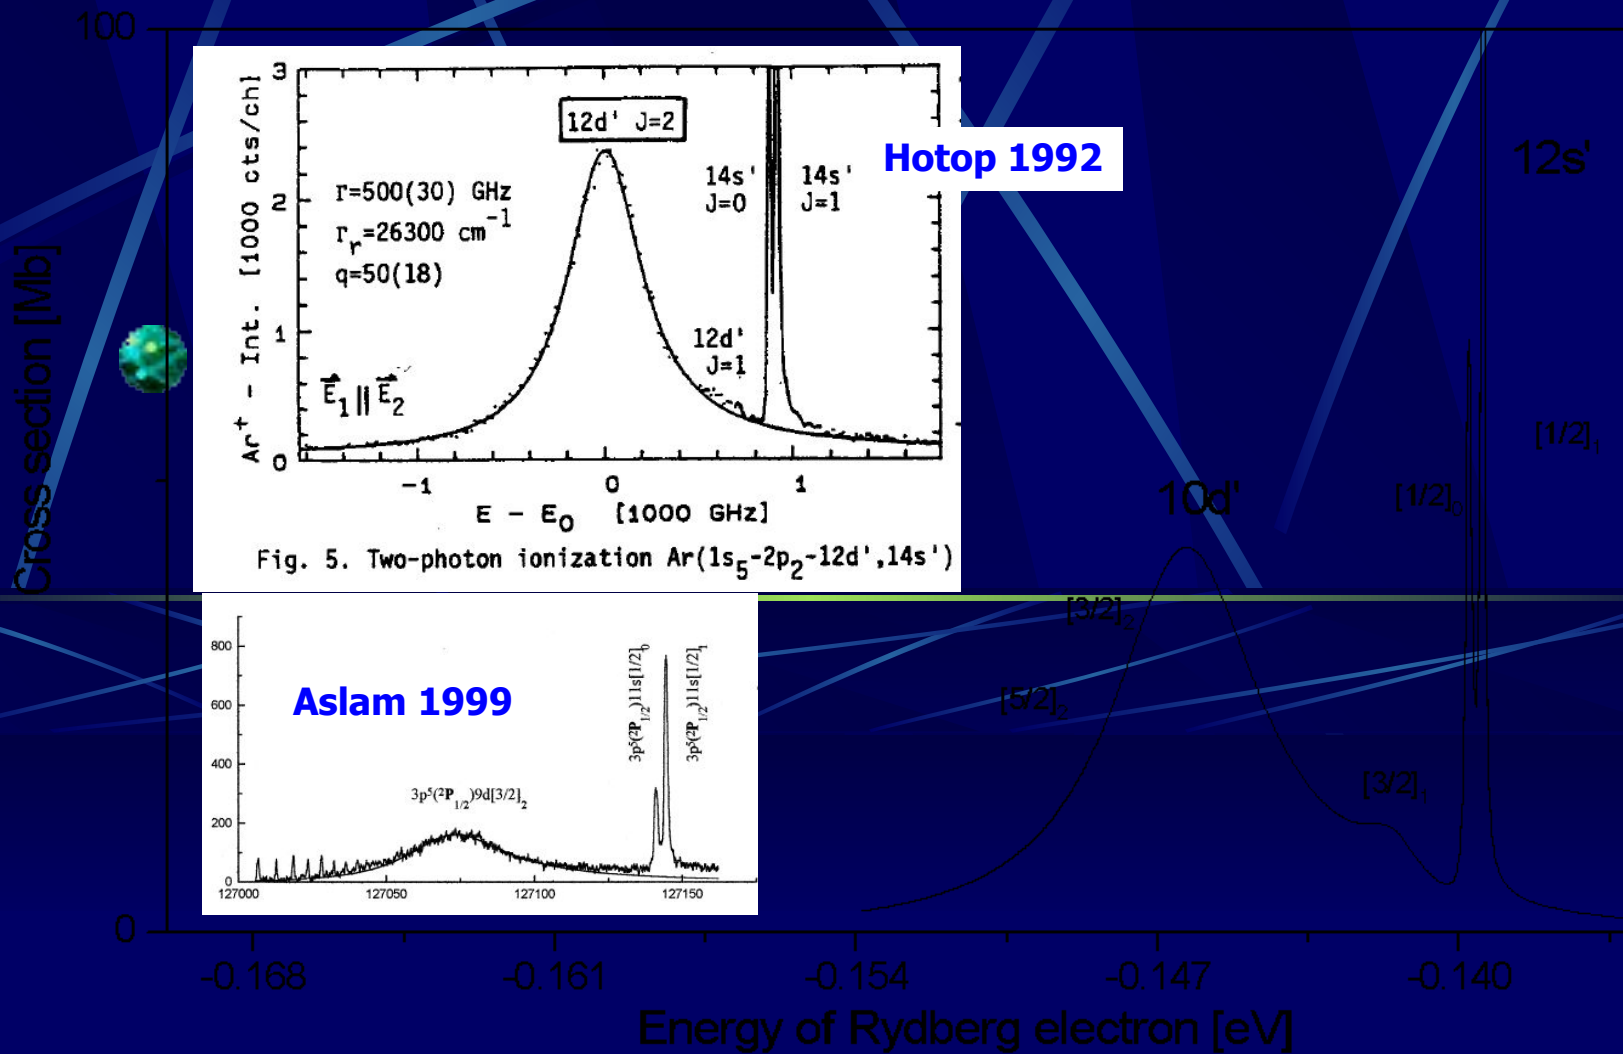 100
Cross section [Mb]
0
3
2
1
0
Ar+ - Int. [1000 cts/ch]
12d' J=2
Γ=500(30) GHz
Γr=26300 cm-1
q=50(18)
E1 || E2
14s'
J=0
14s'
J=1
12d'
J=1
-1
0
1
E - E0 [1000 GHz]
Fig. 5. Two-photon ionization Ar(1s5-2p2-12d',14s')
Hotop 1992
12s'
[1/2]1
[1/2]0
10d'
[3/2]2
[5/2]2
[3/2]1
800
600
400
200
0
Aslam 1999
3p5(2P1/2)9d[3/2]2
3p5(2P1/2)11s[1/2]0
3p5(2P1/2)11s[1/2]1
127000
127050
127100
127150
-0.168
-0.161
-0.154
-0.147
-0.140
Energy of Rydberg electron [eV]